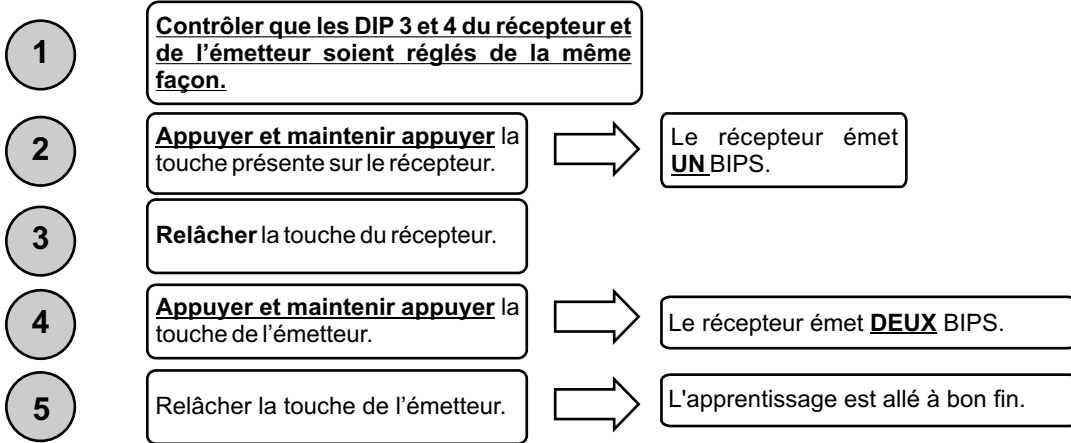 1
Contrôler que les DIP 3 et 4 du récepteur et
de l'émetteur soient réglés de la même
façon.
2
Appuyer et maintenir appuyer la
touche présente sur le récepteur.
Le récepteur émet
UN BIPS.
3
Relâcher la touche du récepteur.
4
Appuyer et maintenir appuyer la
touche de l'émetteur.
Le récepteur émet DEUX BIPS.
5
Relâcher la touche de l'émetteur.
L'apprentissage est allé à bon fin.